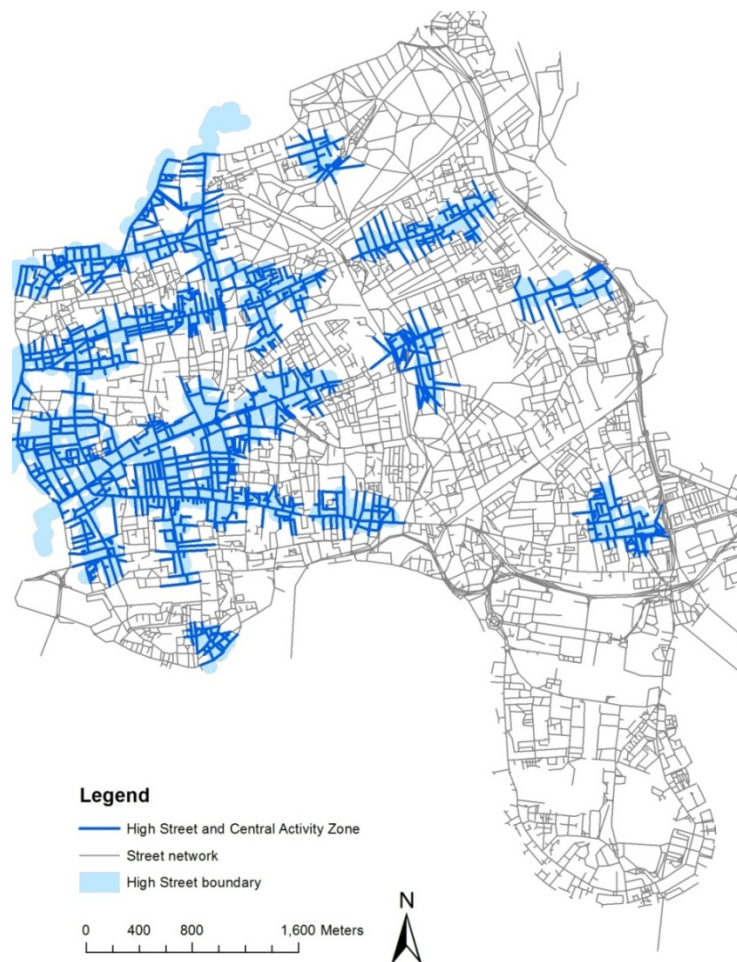 Legend
High Street and Central Activity Zone
Street network
High Street boundary
N
0 400 800 1,600 Meters